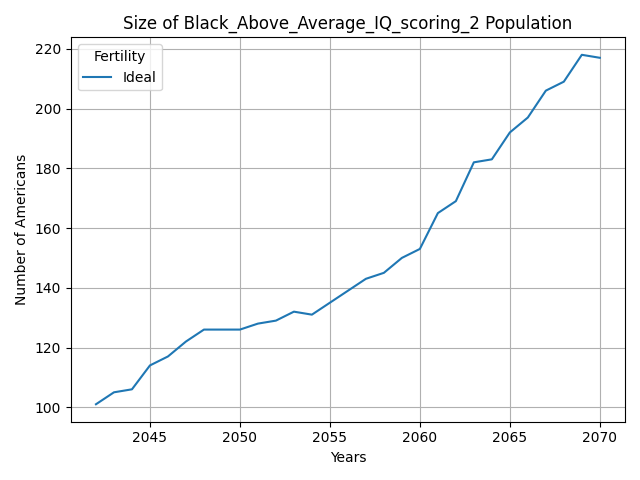 Size of Black_Above_Average_IQ_scoring_2 Population
Fertility
Ideal
Number of Americans
220
200
180
160
140
120
100
2045 2050 2055 2060 2065 2070
Years